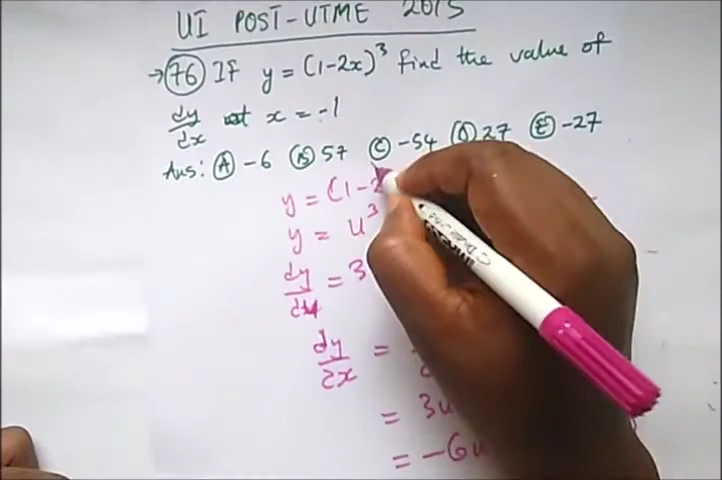 UI POST-UTME 2015
→ 76 If y = (1-2x)³ find the value of
dy/dx at x = -1
Ans: A -6 B 57 C -54 D 27 E -27
y = (1-2
y = u³
dy/du = 3
dy/dx =
= 3u
= -6u